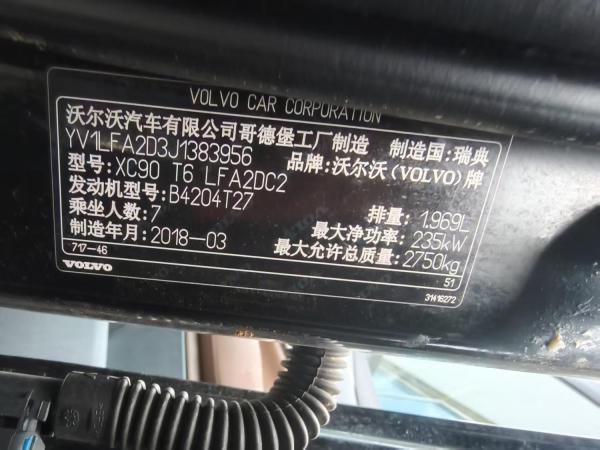 VOLVO CAR CORPORATION
沃尔沃汽车有限公司哥德堡工厂制造 制造国:瑞典
YV1LFA2D3J1383956 品牌:沃尔沃(VOLVO)牌
型号:XC90 T6 LFA2DC2
发动机型号:B4204T27 排量:1.969L
乘坐人数:7 最大净功率:235kW
制造年月:2018-03 最大允许总质量:2750kg
717-46 51
VOLVO 31416272